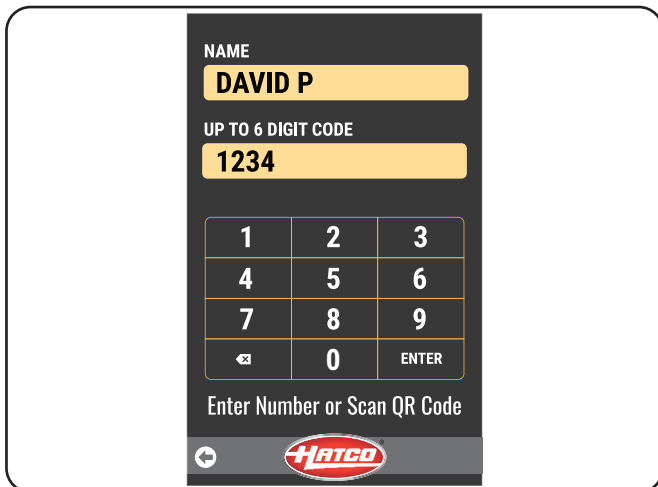 NAME
DAVID P
UP TO 6 DIGIT CODE
1234
1 2 3
4 5 6
7 8 9
0 ENTER
Enter Number or Scan QR Code
HATCO